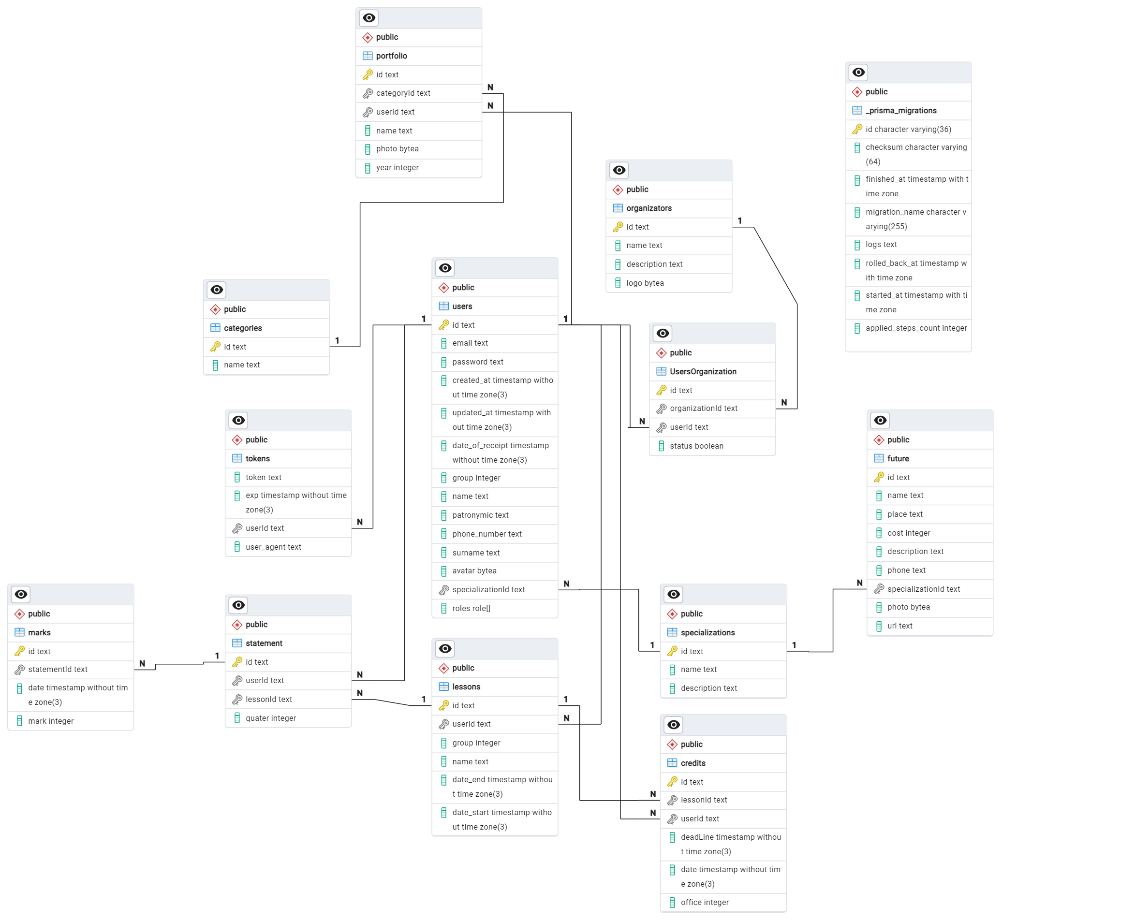 public
portfolio
id text
categoryId text
userId text
name text
photo bytea
year integer
N
N
public
_prisma_migrations
id character varying(36)
checksum character varying
(64)
finished_at timestamp with t
ime zone
migration_name character v
arying(255)
logs text
rolled_back_at timestamp w
ith time zone
started_at timestamp with ti
me zone
applied_steps_count integer
public
organizators
id text
name text
description text
logo bytea
1
public
categories
id text
name text
1
public
users
id text
email text
password text
created_at timestamp witho
ut time zone(3)
updated_at timestamp with
out time zone(3)
date_of_receipt timestamp
without time zone(3)
group integer
name text
patronymic text
phone_number text
surname text
avatar bytea
specializationId text
roles role[]
1
1
N
public
UsersOrganization
id text
organizationId text
userId text
status boolean
N
N
public
tokens
token text
exp timestamp without time
zone(3)
userId text
user_agent text
N
public
future
id text
name text
place text
cost integer
description text
phone text
specializationId text
photo bytea
url text
N
public
marks
id text
statementId text
date timestamp without tim
e zone(3)
mark integer
N
public
statement
id text
userId text
lessonId text
quater integer
1
N
N
public
specializations
id text
name text
description text
1
1
public
lessons
id text
userId text
group integer
name text
date_end timestamp withou
t time zone(3)
date_start timestamp witho
ut time zone(3)
1
1
N
public
credits
id text
lessonId text
userId text
deadLine timestamp withou
t time zone(3)
date timestamp without tim
e zone(3)
office integer
N
N